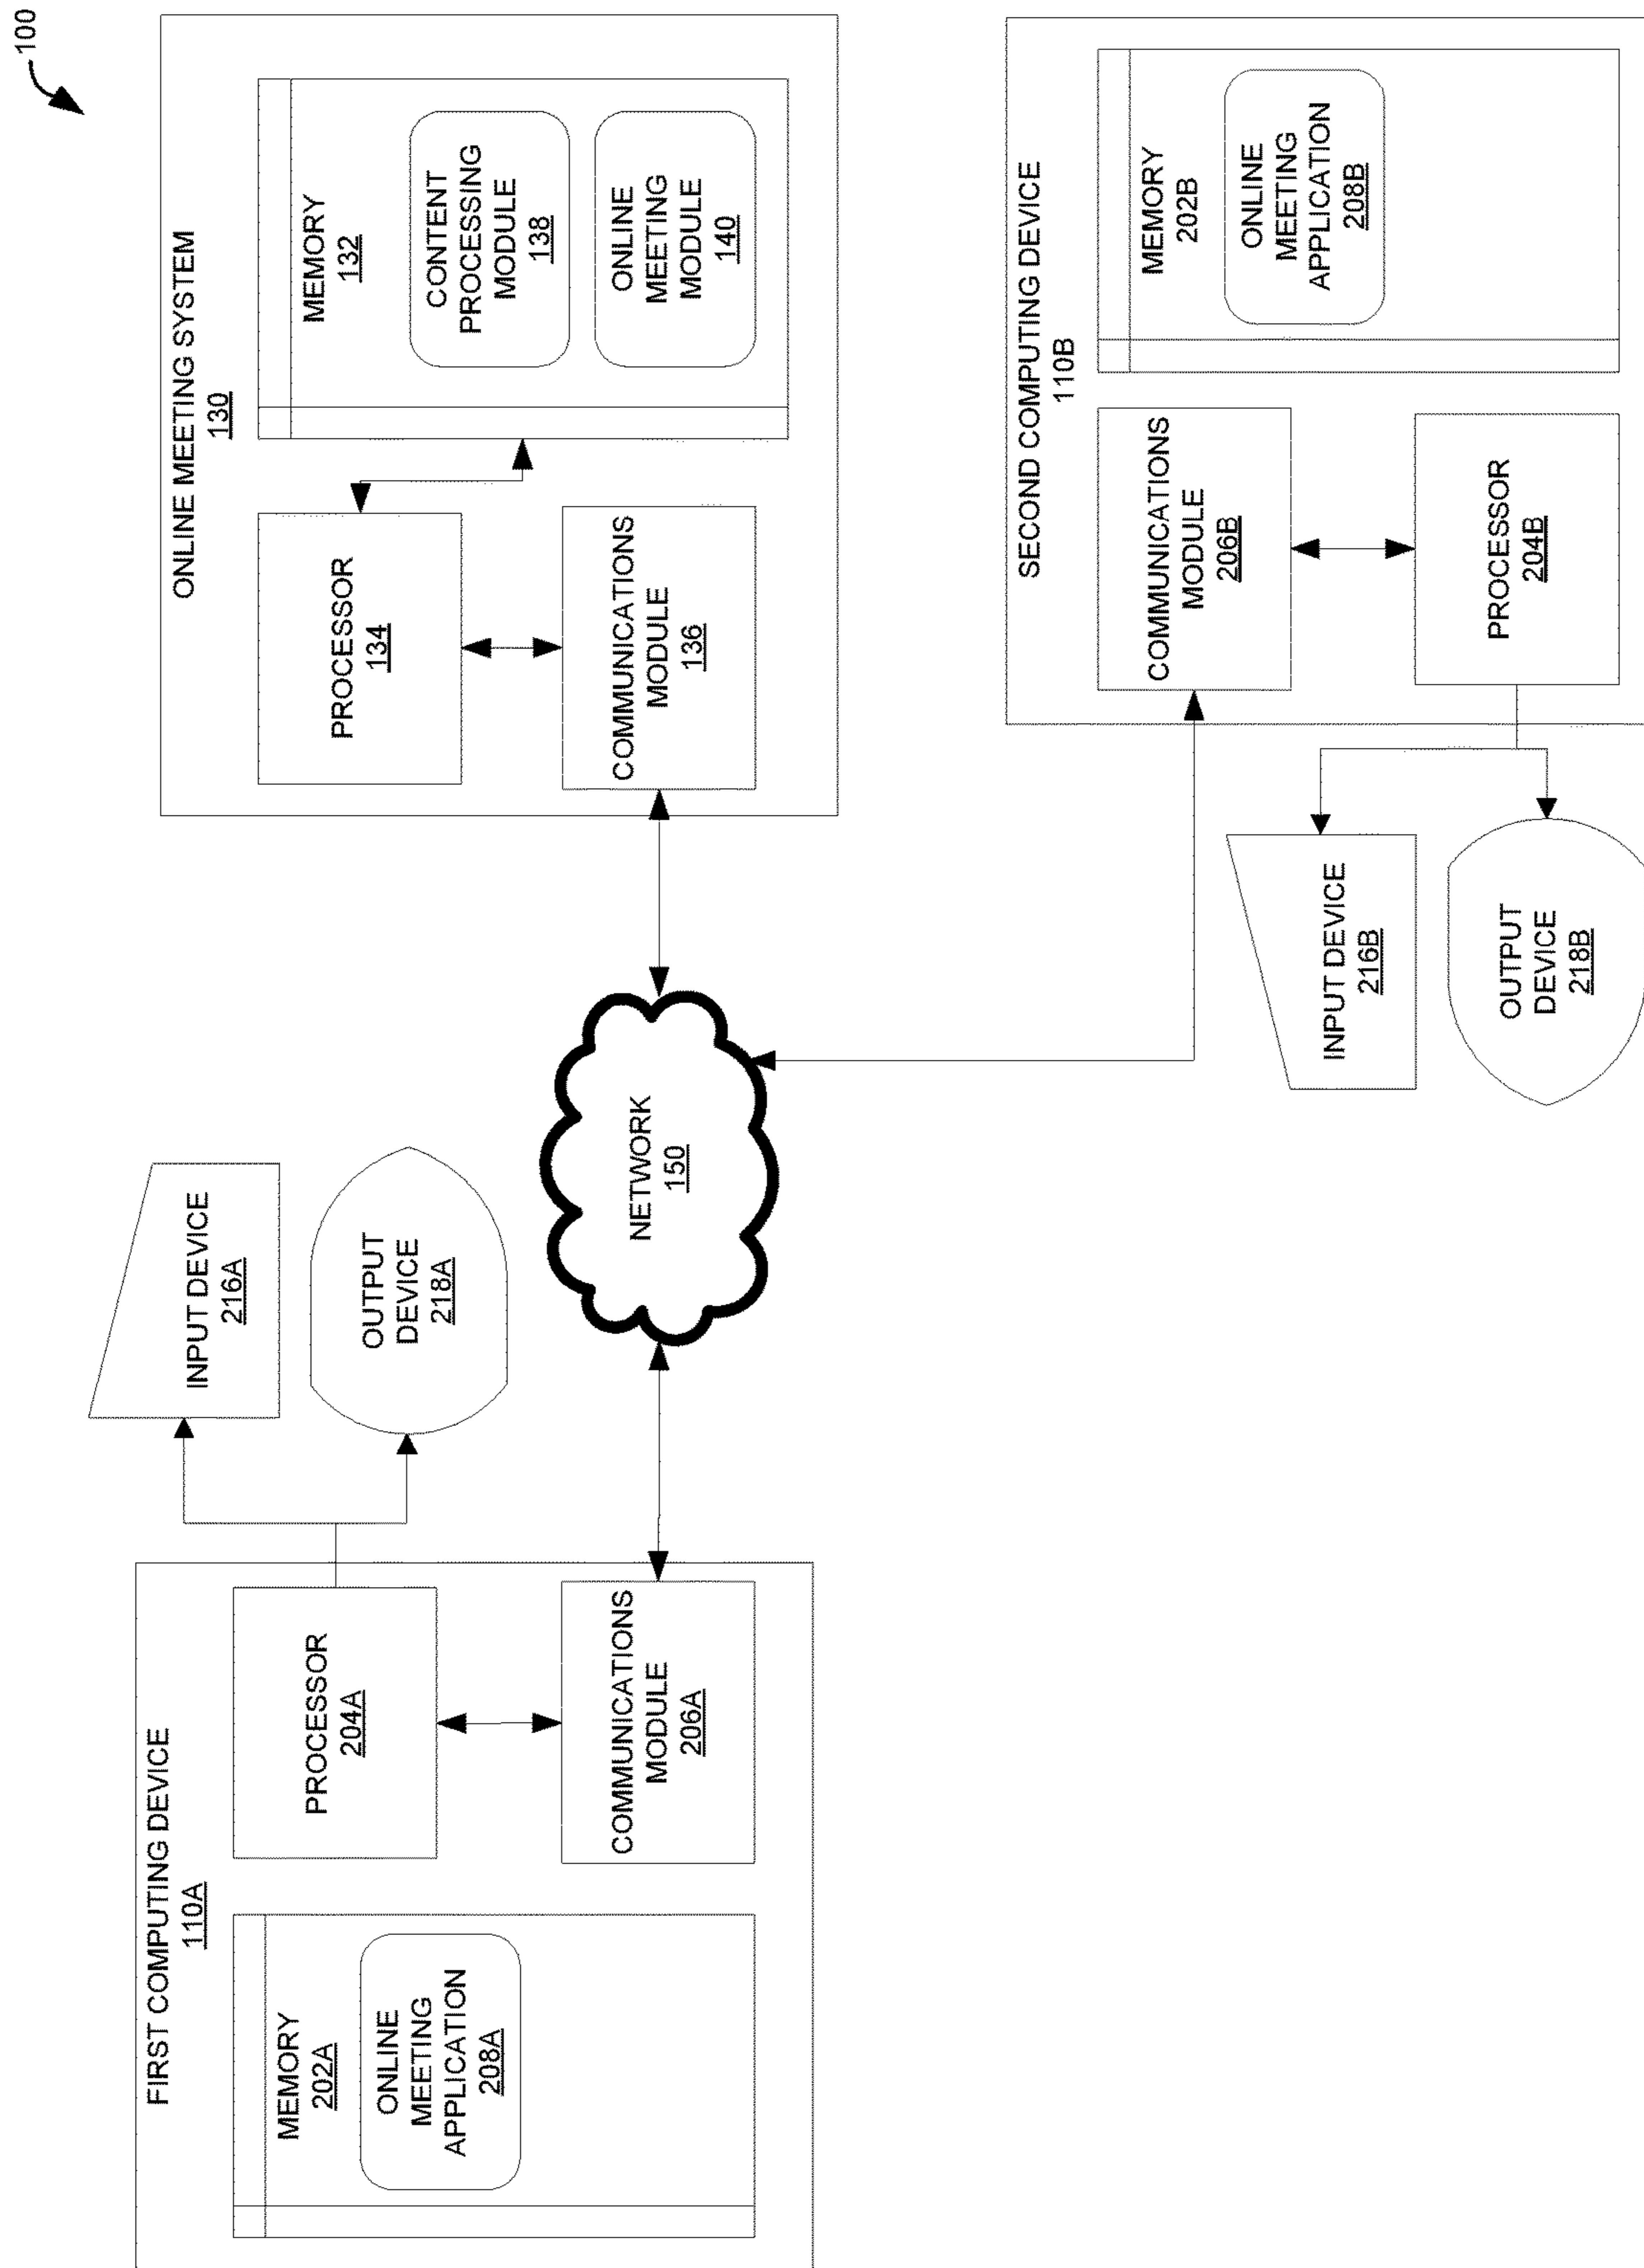 100
FIRST COMPUTING DEVICE
110A
MEMORY
202A
ONLINE
MEETING
APPLICATION
208A
PROCESSOR
204A
COMMUNICATIONS
MODULE
206A
INPUT DEVICE
216A
OUTPUT
DEVICE
218A
NETWORK
150
ONLINE MEETING SYSTEM
130
PROCESSOR
134
COMMUNICATIONS
MODULE
136
MEMORY
132
CONTENT
PROCESSING
MODULE
138
ONLINE
MEETING
MODULE
140
SECOND COMPUTING DEVICE
110B
COMMUNICATIONS
MODULE
206B
PROCESSOR
204B
MEMORY
202B
ONLINE
MEETING
APPLICATION
208B
INPUT DEVICE
216B
OUTPUT
DEVICE
218B